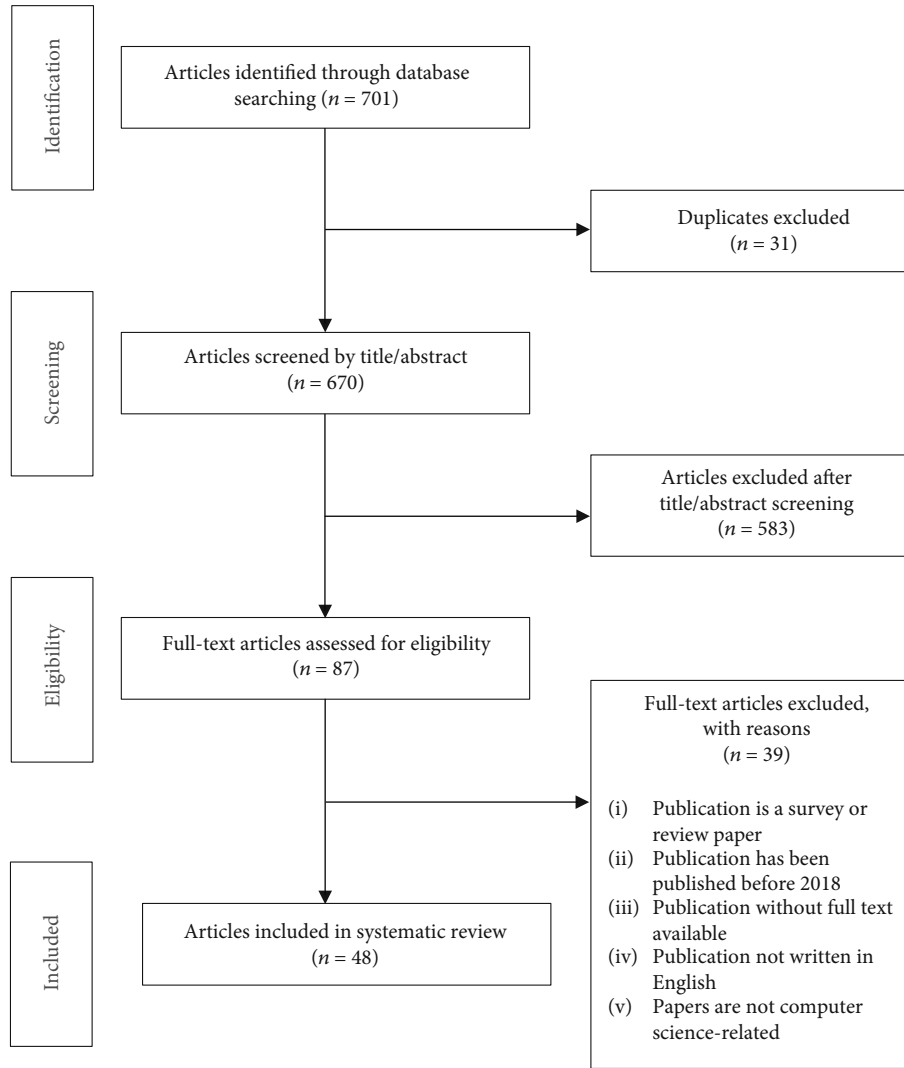 Identification
Articles identified through database
searching (n = 701)
Duplicates excluded
(n = 31)
Screening
Articles screened by title/abstract
(n = 670)
Articles excluded after
title/abstract screening
(n = 583)
Eligibility
Full-text articles assessed for eligibility
(n = 87)
Full-text articles excluded,
with reasons
(n = 39)
(i) Publication is a survey or
review paper
(ii) Publication has been
published before 2018
(iii) Publication without full text
available
(iv) Publication not written in
English
(v) Papers are not computer
science-related
Included
Articles included in systematic review
(n = 48)